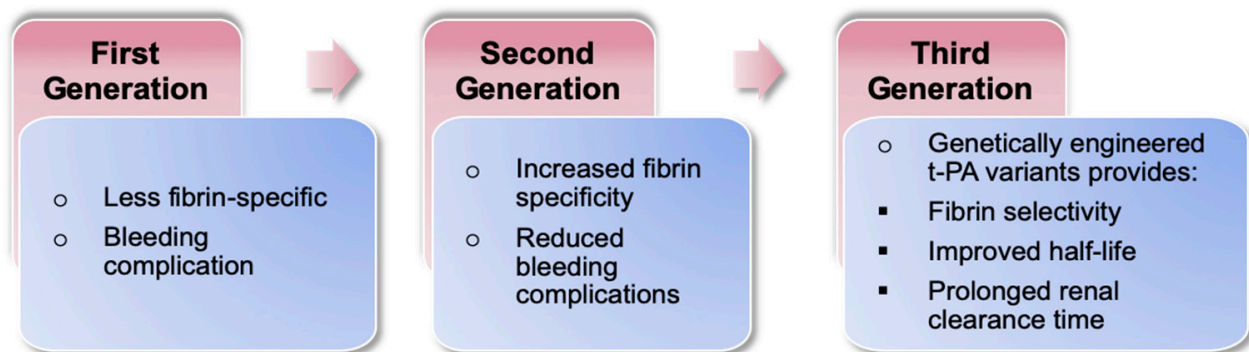 First
Generation
○ Less fibrin-specific
○ Bleeding
complication
Second
Generation
○ Increased fibrin
specificity
○ Reduced
bleeding
complications
Third
Generation
○ Genetically engineered
t-PA variants provides:
▪ Fibrin selectivity
▪ Improved half-life
▪ Prolonged renal
clearance time